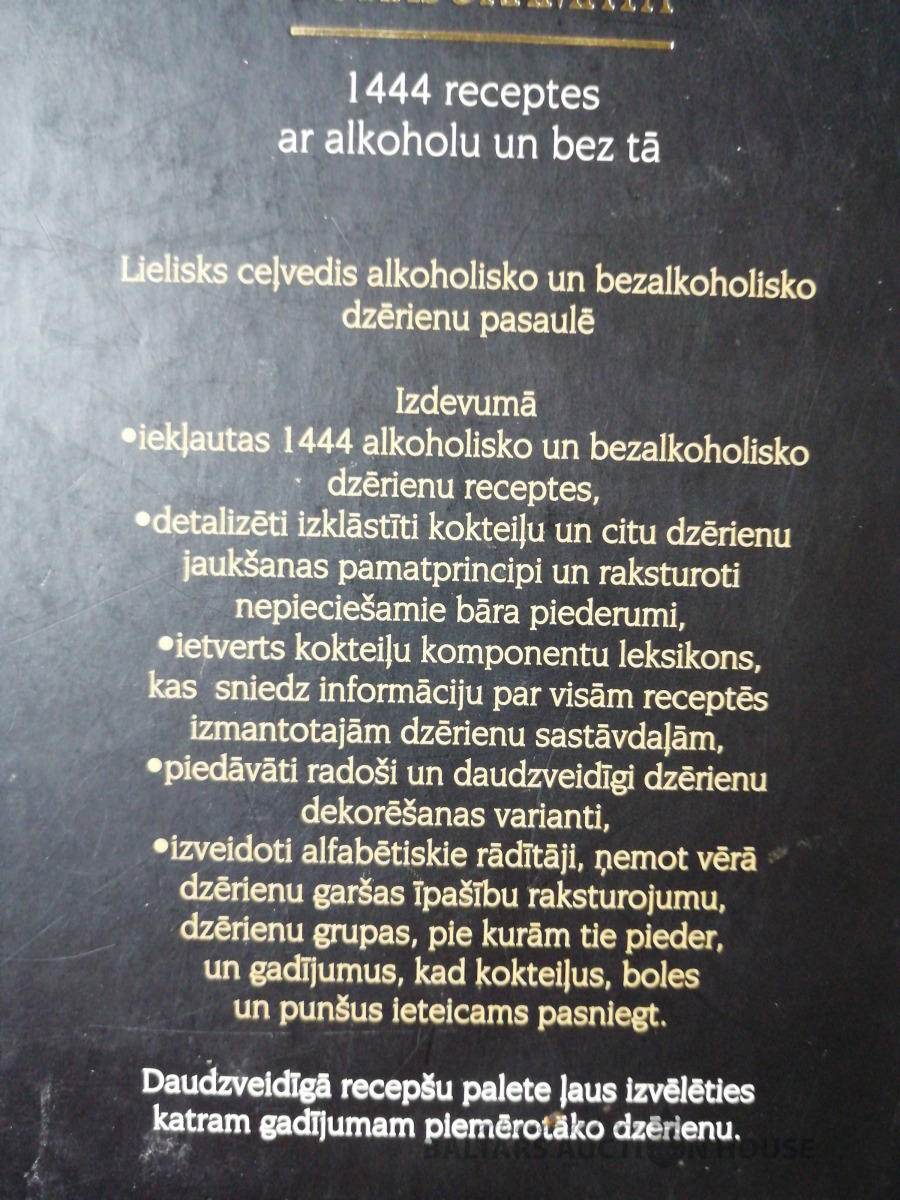 1444 receptes
ar alkoholu un bez tā
Lielisks ceļvedis alkoholisko un bezalkoholisko
dzērienu pasaulē
Izdevumā
•iekļautas 1444 alkoholisko un bezalkoholisko
dzērienu receptes,
•detalizēti izklāstīti kokteiļu un citu dzērienu
jaukšanas pamatprincipi un raksturoti
nepieciešamie bāra piederumi,
•ietverts kokteiļu komponentu leksikons,
kas sniedz informāciju par visām receptēs
izmantotajām dzērienu sastāvdaļām,
•piedāvāti radoši un daudzveidīgi dzērienu
dekorēšanas varianti,
•izveidoti alfabētiskie rādītāji, ņemot vērā
dzērienu garšas īpašību raksturojumu,
dzērienu grupas, pie kurām tie pieder,
un gadījumus, kad kokteiļus, boles
un punšus ieteicams pasniegt.
Daudzveidīgā recepšu palete ļaus izvēlēties
katram gadījumam piemērotāko dzērienu.
BALTARS AUCTION HOUSE